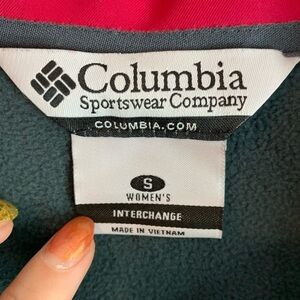 Columbia
Sportswear Company
COLUMBIA.COM
S
WOMEN'S
INTERCHANGE
MADE IN VIETNAM